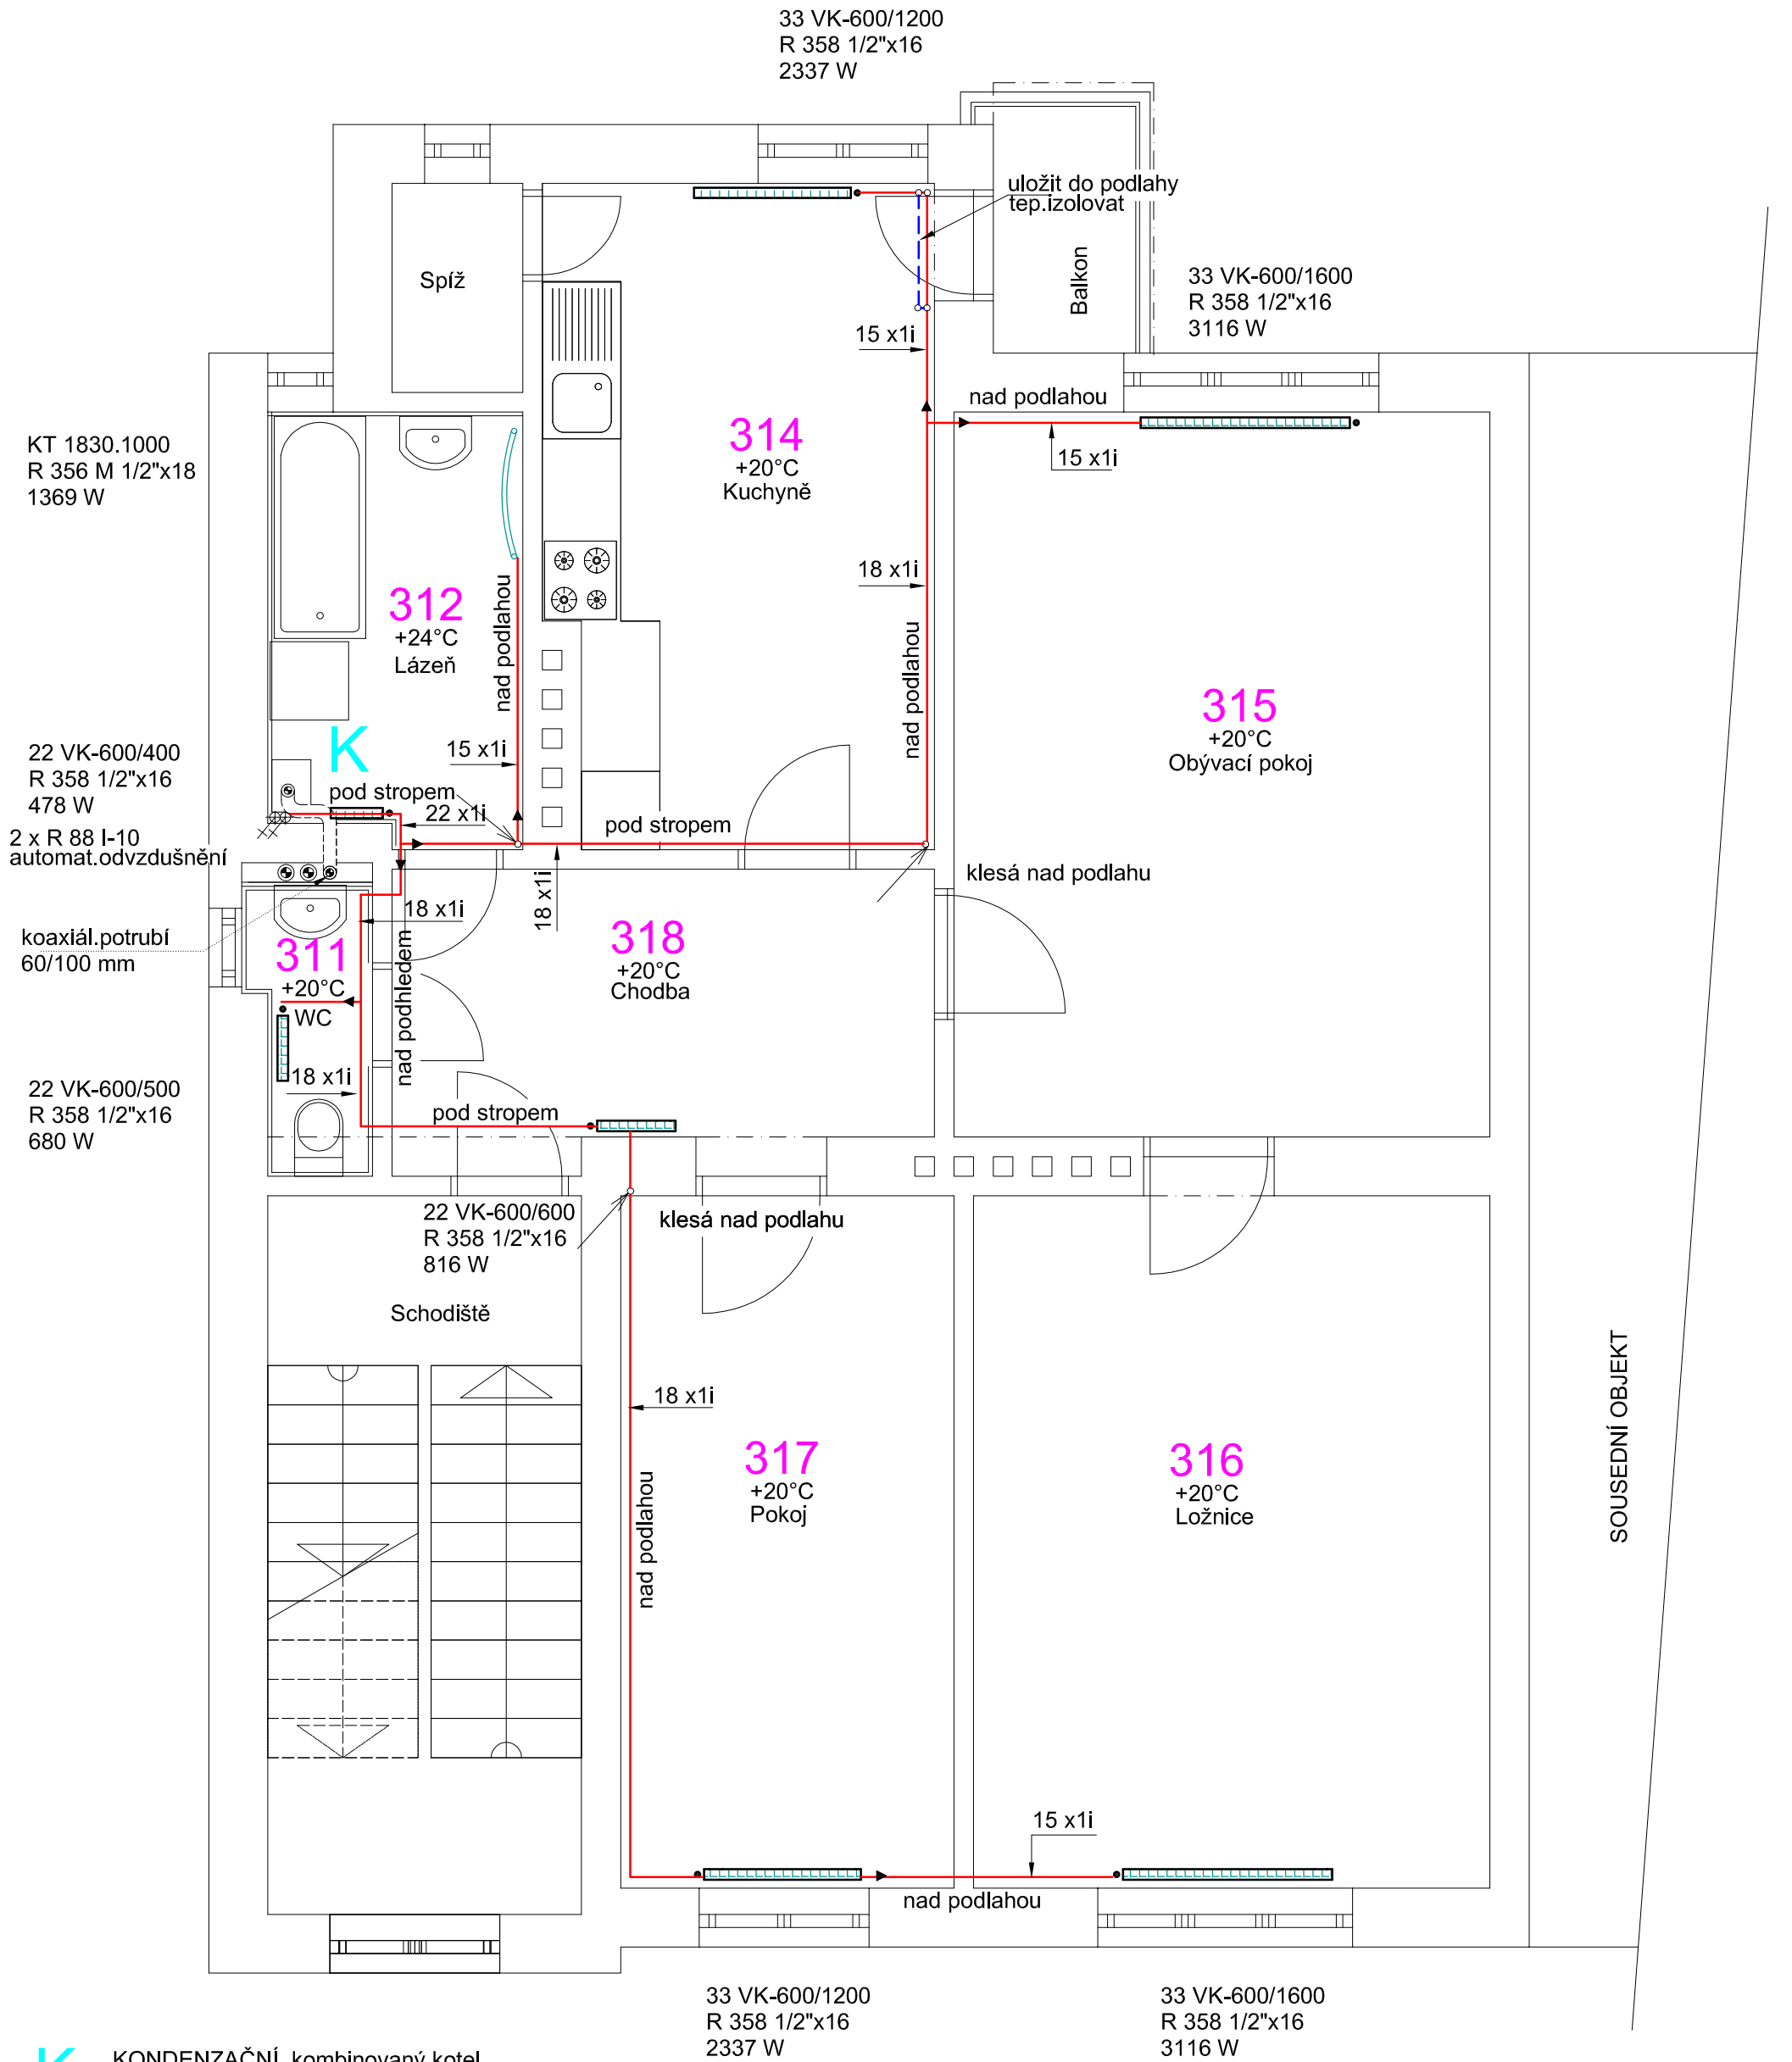 33 VK-600/1200
R 358 1/2"x16
2337 W
uložit do podlahy
tep.izolovat
Spíž
Balkon
33 VK-600/1600
R 358 1/2"x16
3116 W
15 x1i
nad podlahou
15 x1i
KT 1830.1000
R 356 M 1/2"x18
1369 W
314
+20°C
Kuchyně
18 x1i
312
+24°C
Lázeň
nad podlahou
nad podlahou
315
+20°C
Obývací pokoj
K
15 x1i
22 VK-600/400
R 358 1/2"x16
478 W
pod stropem
22 x1i
pod stropem
2 x R 88 I-10
automat.odvzdušnění
klesá nad podlahu
18 x1i
18 x1i
koaxiál.potrubí
60/100 mm
311
+20°C
WC
nad podhledem
318
+20°C
Chodba
18 x1i
22 VK-600/500
R 358 1/2"x16
680 W
pod stropem
22 VK-600/600
R 358 1/2"x16
816 W
klesá nad podlahu
Schodiště
18 x1i
SOUSEDNÍ OBJEKT
317
+20°C
Pokoj
316
+20°C
Ložnice
nad podlahou
15 x1i
nad podlahou
33 VK-600/1200
R 358 1/2"x16
2337 W
33 VK-600/1600
R 358 1/2"x16
3116 W
K KONDENZAČNÍ kombinovaný kotel